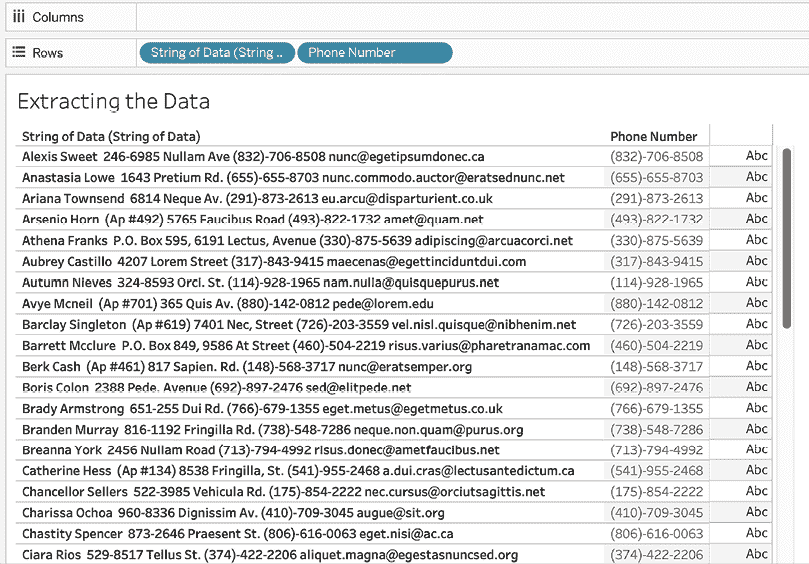 Columns
Rows String of Data (String .. Phone Number
Extracting the Data
String of Data (String of Data) Phone Number
Alexis Sweet 246-6985 Nullam Ave (832)-706-8508 nunc@egetipsumdonec.ca (832)-706-8508 Abc
Anastasia Lowe 1643 Pretium Rd. (655)-655-8703 nunc.commodo.auctor@eratsednunc.net (655)-655-8703 Abc
Ariana Townsend 6814 Neque Av. (291)-873-2613 eu.arcu@disparturient.co.uk (291)-873-2613 Abc
Arsenio Horn (Ap #492) 5765 Faucibus Road (493)-822-1732 amet@quam.net (493)-822-1732 Abc
Athena Franks P.O. Box 595, 6191 Lectus, Avenue (330)-875-5639 adipiscing@arcuacorci.net (330)-875-5639 Abc
Aubrey Castillo 4207 Lorem Street (317)-843-9415 maecenas@egettinciduntdui.com (317)-843-9415 Abc
Autumn Nieves 324-8593 Orci. St. (114)-928-1965 nam.nulla@quisquepurus.net (114)-928-1965 Abc
Avye Mcneil (Ap #701) 365 Quis Av. (880)-142-0812 pede@lorem.edu (880)-142-0812 Abc
Barclay Singleton (Ap #619) 7401 Nec, Street (726)-203-3559 vel.nisl.quisque@nibhenim.net (726)-203-3559 Abc
Barrett Mcclure P.O. Box 849, 9586 At Street (460)-504-2219 risus.varius@pharetranamac.com (460)-504-2219 Abc
Berk Cash (Ap #461) 817 Sapien. Rd. (148)-568-3717 nunc@eratsemper.org (148)-568-3717 Abc
Boris Colon 2388 Pede. Avenue (692)-897-2476 sed@elitpede.net (692)-897-2476 Abc
Brady Armstrong 651-255 Dui Rd. (766)-679-1355 eget.metus@egetmetus.co.uk (766)-679-1355 Abc
Branden Murray 816-1192 Fringilla Rd. (738)-548-7286 neque.non.quam@purus.org (738)-548-7286 Abc
Breanna York 2456 Nullam Road (713)-794-4992 risus.donec@ametfaucibus.net (713)-794-4992 Abc
Catherine Hess (Ap #134) 8538 Fringilla, St. (541)-955-2468 a.dui.cras@lectusantedictum.ca (541)-955-2468 Abc
Chancellor Sellers 522-3985 Vehicula Rd. (175)-854-2222 nec.cursus@orciutsagittis.net (175)-854-2222 Abc
Charissa Ochoa 960-8336 Dignissim Av. (410)-709-3045 augue@sit.org (410)-709-3045 Abc
Chastity Spencer 873-2646 Praesent St. (806)-616-0063 eget.nisi@ac.ca (806)-616-0063 Abc
Ciara Rios 529-8517 Tellus St. (374)-422-2206 aliquet.magna@egestasnuncsed.org (374)-422-2206 Abc